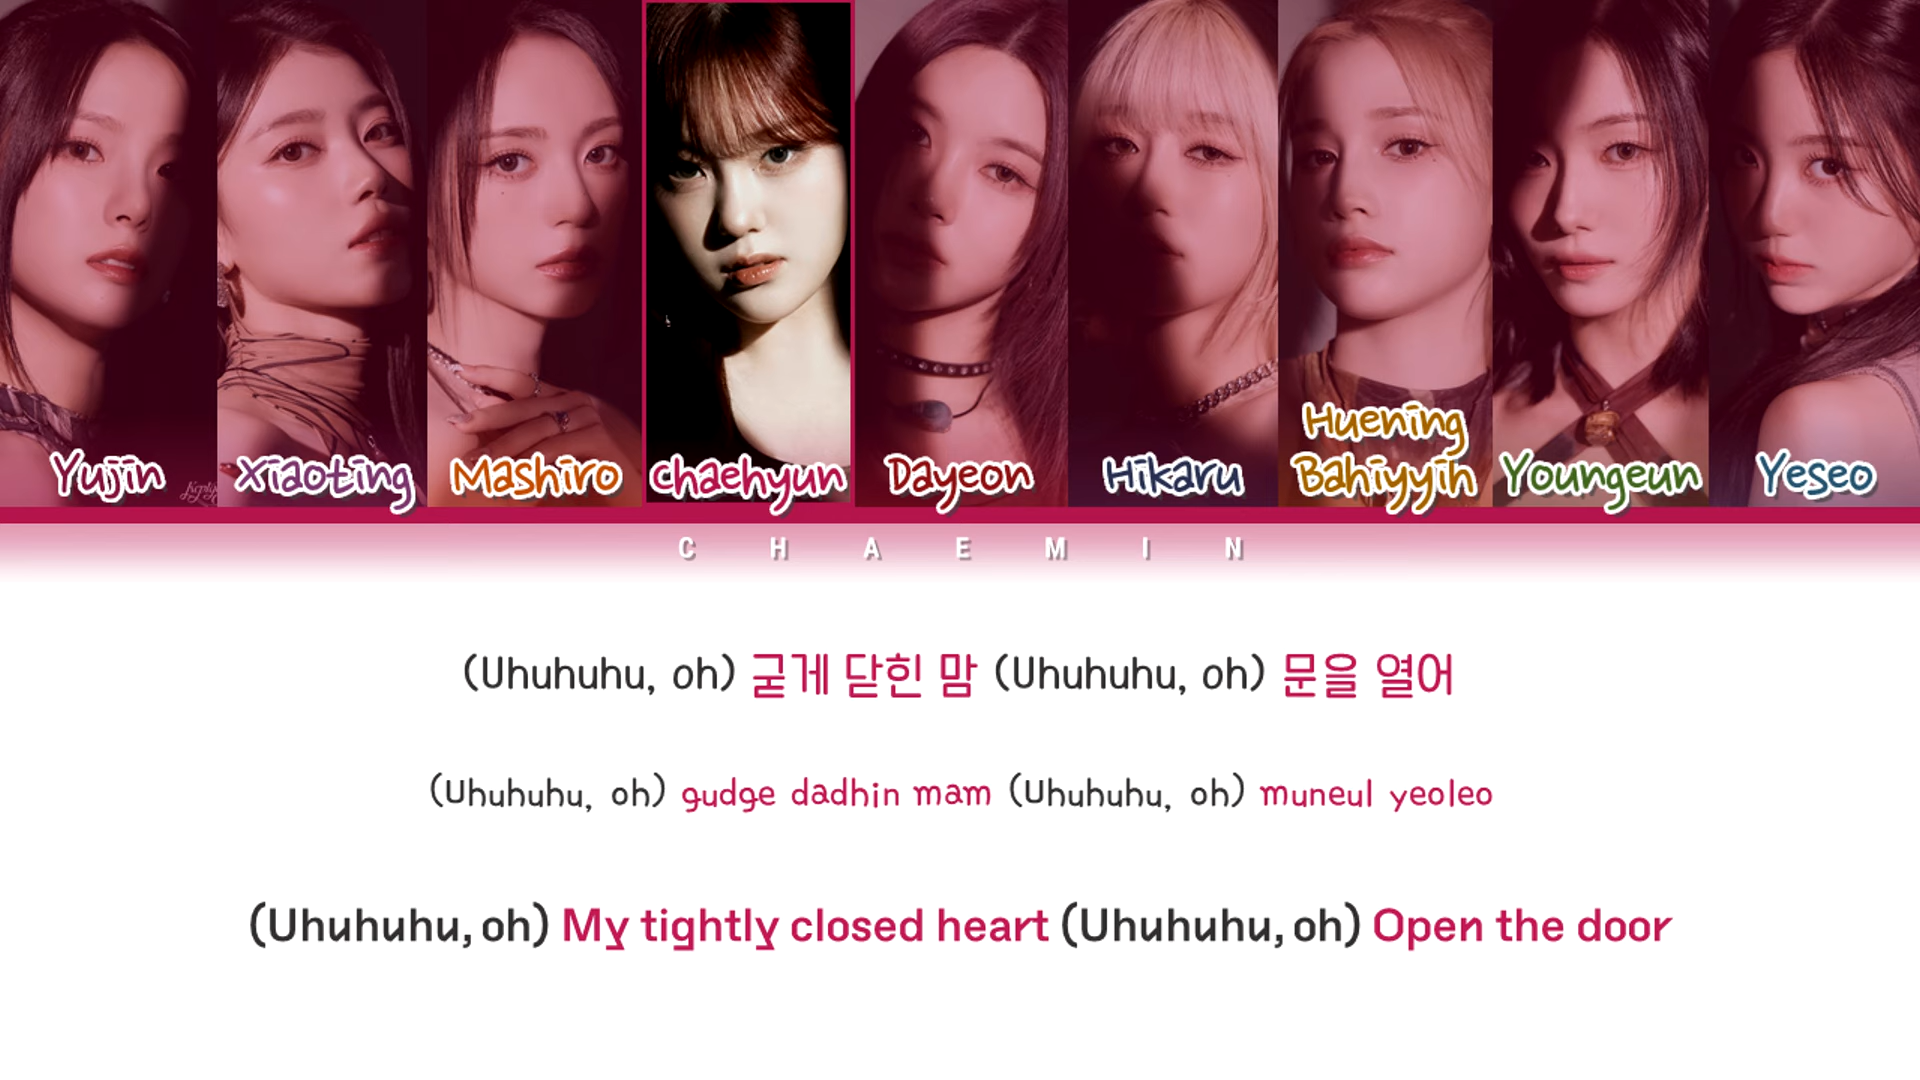 Yujin Xiaoting Mashiro chaehyun Dayeon Hikaru Huening Bahiyyih Youngeun Yeseo
C H A E M I N
(Uhuhuhu, oh) 굳게 닫힌 맘 (Uhuhuhu, oh) 문을 열어
(Uhuhuhu, oh) gudge dadhin mam (Uhuhuhu, oh) muneul yeoleo
(Uhuhuhu, oh) My tightly closed heart (Uhuhuhu, oh) Open the door